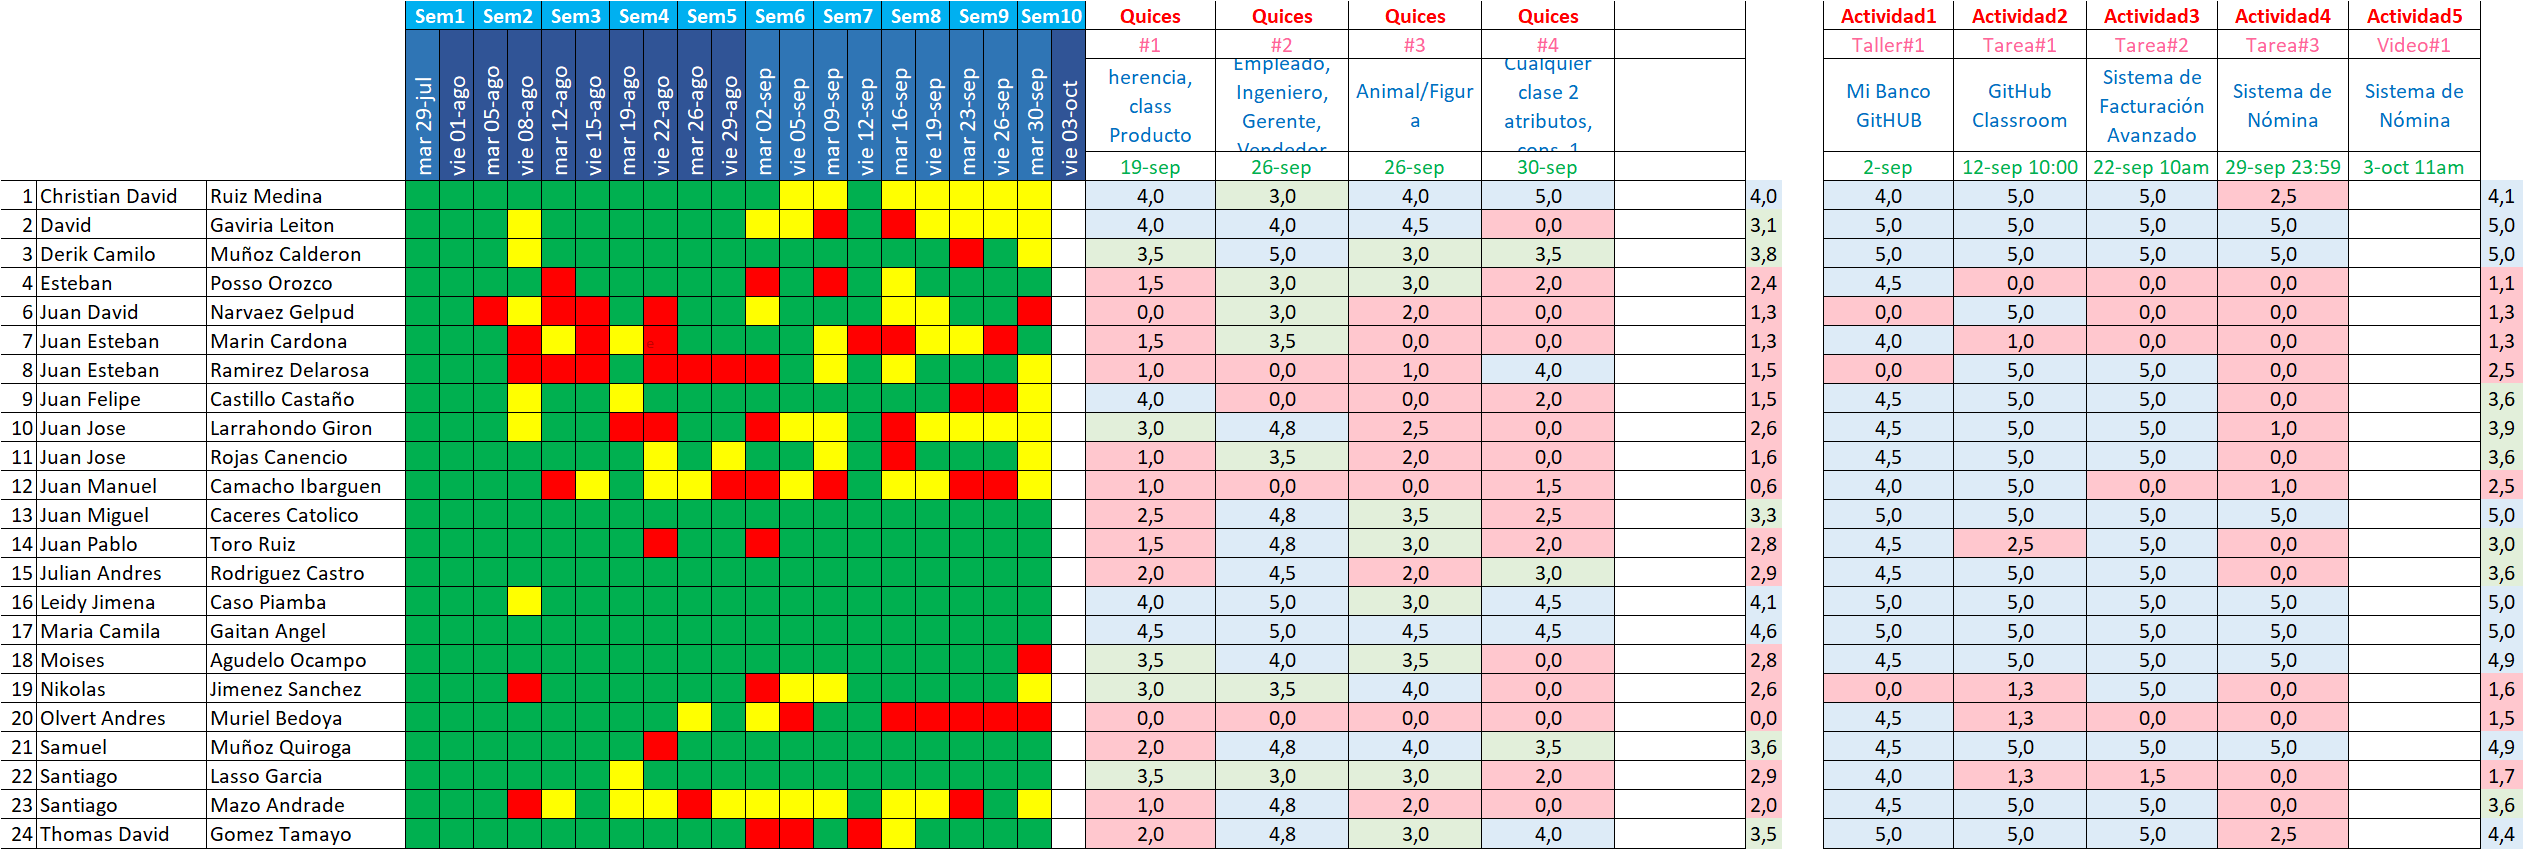 Sem1 Sem2 Sem3 Sem4 Sem5 Sem6 Sem7 Sem8 Sem9 Sem10 Quices Quices Quices Quices Actividad1 Actividad2 Actividad3 Actividad4 Actividad5
#1 #2 #3 #4 Taller#1 Tarea#1 Tarea#2 Tarea#3 Video#1
mar 29-jul
vie 01-ago
mar 05-ago
vie 08-ago
mar 12-ago
vie 15-ago
mar 19-ago
vie 22-ago
mar 26-ago
vie 29-ago
mar 02-sep
vie 05-sep
mar 09-sep
vie 12-sep
mar 16-sep
vie 19-sep
mar 23-sep
vie 26-sep
mar 30-sep
vie 03-oct
herencia,
class
Producto
Empleado,
Ingeniero,
Gerente,
Vendedor
Animal/Figur
a
Cualquier
clase 2
atributos,
cons, 1
Mi Banco
GitHUB
GitHub
Classroom
Sistema de
Facturación
Avanzado
Sistema de
Nómina
Sistema de
Nómina
19-sep 26-sep 26-sep 30-sep 2-sep 12-sep 10:00 22-sep 10am 29-sep 23:59 3-oct 11am
1 Christian David Ruiz Medina 4,0 3,0 4,0 5,0 4,0 4,0 5,0 5,0 2,5 4,1
2 David Gaviria Leiton 4,0 4,0 4,5 0,0 3,1 5,0 5,0 5,0 5,0 5,0
3 Derik Camilo Muñoz Calderon 3,5 5,0 3,0 3,5 3,8 5,0 5,0 5,0 5,0 5,0
4 Esteban Posso Orozco 1,5 3,0 3,0 2,0 2,4 4,5 0,0 0,0 0,0 1,1
6 Juan David Narvaez Gelpud 0,0 3,0 2,0 0,0 1,3 0,0 5,0 0,0 0,0 1,3
7 Juan Esteban Marin Cardona e 1,5 3,5 0,0 0,0 1,3 4,0 1,0 0,0 0,0 1,3
8 Juan Esteban Ramirez Delarosa 1,0 0,0 1,0 4,0 1,5 0,0 5,0 5,0 0,0 2,5
9 Juan Felipe Castillo Castaño 4,0 0,0 0,0 2,0 1,5 4,5 5,0 5,0 0,0 3,6
10 Juan Jose Larrahondo Giron 3,0 4,8 2,5 0,0 2,6 4,5 5,0 5,0 1,0 3,9
11 Juan Jose Rojas Canencio 1,0 3,5 2,0 0,0 1,6 4,5 5,0 5,0 0,0 3,6
12 Juan Manuel Camacho Ibarguen 1,0 0,0 0,0 1,5 0,6 4,0 5,0 0,0 1,0 2,5
13 Juan Miguel Caceres Catolico 2,5 4,8 3,5 2,5 3,3 5,0 5,0 5,0 5,0 5,0
14 Juan Pablo Toro Ruiz 1,5 4,8 3,0 2,0 2,8 4,5 2,5 5,0 0,0 3,0
15 Julian Andres Rodriguez Castro 2,0 4,5 2,0 3,0 2,9 4,5 5,0 5,0 0,0 3,6
16 Leidy Jimena Caso Piamba 4,0 5,0 3,0 4,5 4,1 5,0 5,0 5,0 5,0 5,0
17 Maria Camila Gaitan Angel 4,5 5,0 4,5 4,5 4,6 5,0 5,0 5,0 5,0 5,0
18 Moises Agudelo Ocampo 3,5 4,0 3,5 0,0 2,8 4,5 5,0 5,0 5,0 4,9
19 Nikolas Jimenez Sanchez 3,0 3,5 4,0 0,0 2,6 0,0 1,3 5,0 0,0 1,6
20 Olvert Andres Muriel Bedoya 0,0 0,0 0,0 0,0 0,0 4,5 1,3 0,0 0,0 1,5
21 Samuel Muñoz Quiroga 2,0 4,8 4,0 3,5 3,6 4,5 5,0 5,0 5,0 4,9
22 Santiago Lasso Garcia 3,5 3,0 3,0 2,0 2,9 4,0 1,3 1,5 0,0 1,7
23 Santiago Mazo Andrade 1,0 4,8 2,0 0,0 2,0 4,5 5,0 5,0 0,0 3,6
24 Thomas David Gomez Tamayo 2,0 4,8 3,0 4,0 3,5 5,0 5,0 5,0 2,5 4,4